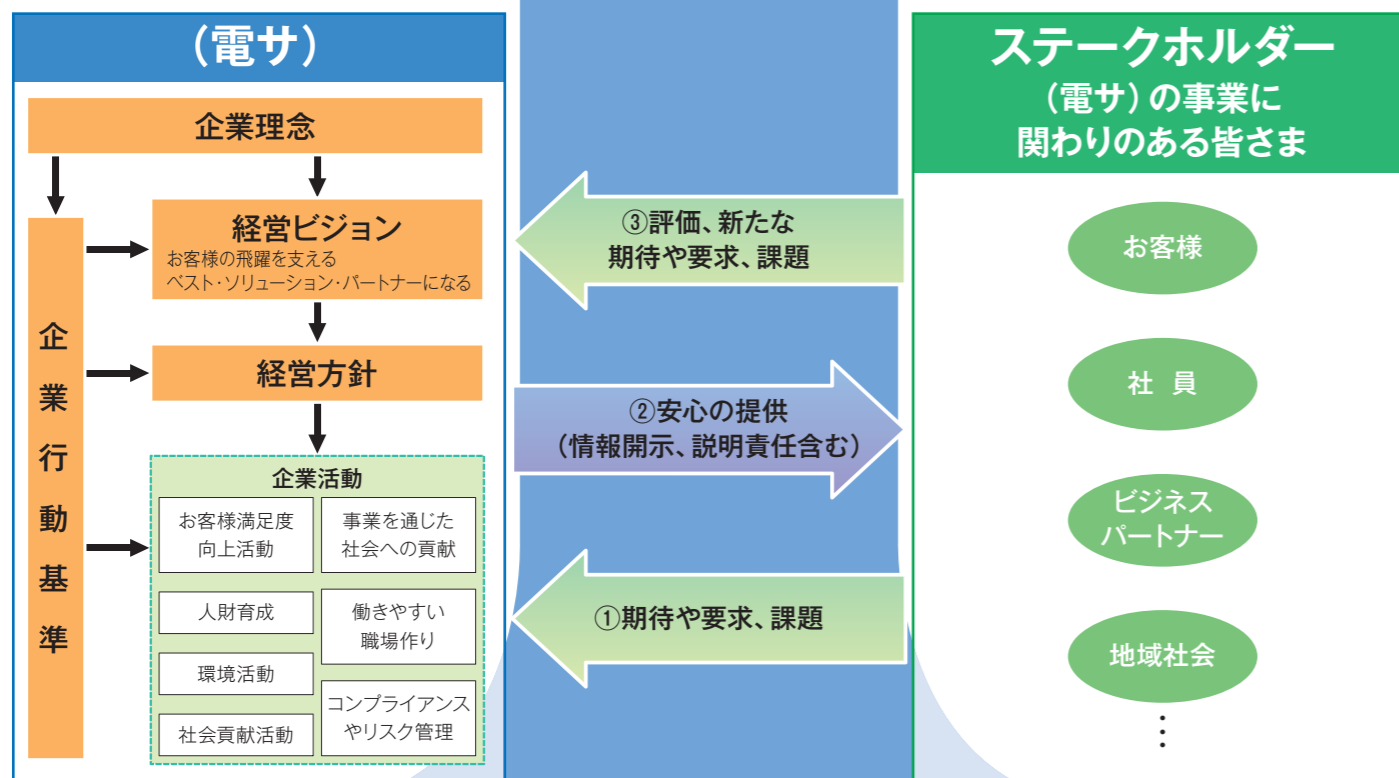 (電サ)
企業理念
経営ビジョン
お客様の飛躍を支える
ベスト・ソリューション・パートナーになる
経営方針
企業行動基準
企業活動
お客様満足度
向上活動
事業を通じた
社会への貢献
人財育成
働きやすい
職場作り
環境活動
コンプライアンス
やリスク管理
社会貢献活動
③評価、新たな
期待や要求、課題
②安心の提供
(情報開示、説明責任含む)
①期待や要求、課題
ステークホルダー
(電サ)の事業に
関わりのある皆さま
お客様
社 員
ビジネス
パートナー
地域社会
⋮